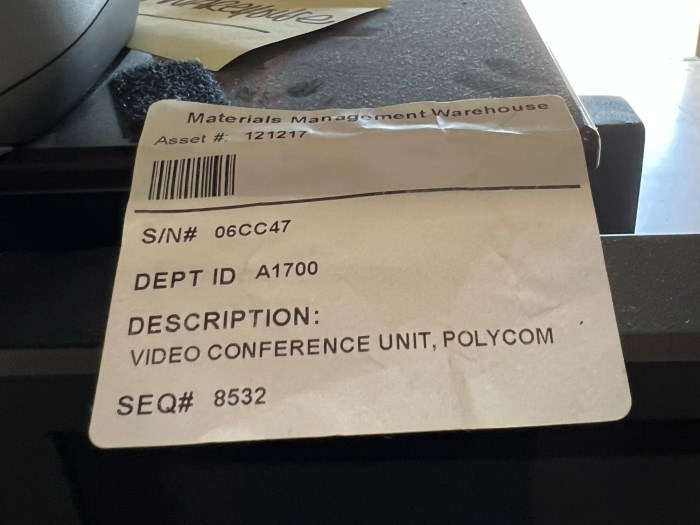 Materials Management Warehouse
Asset #: 121217
S/N# 06CC47
DEPT ID A1700
DESCRIPTION:
VIDEO CONFERENCE UNIT, POLYCOM
SEQ# 8532